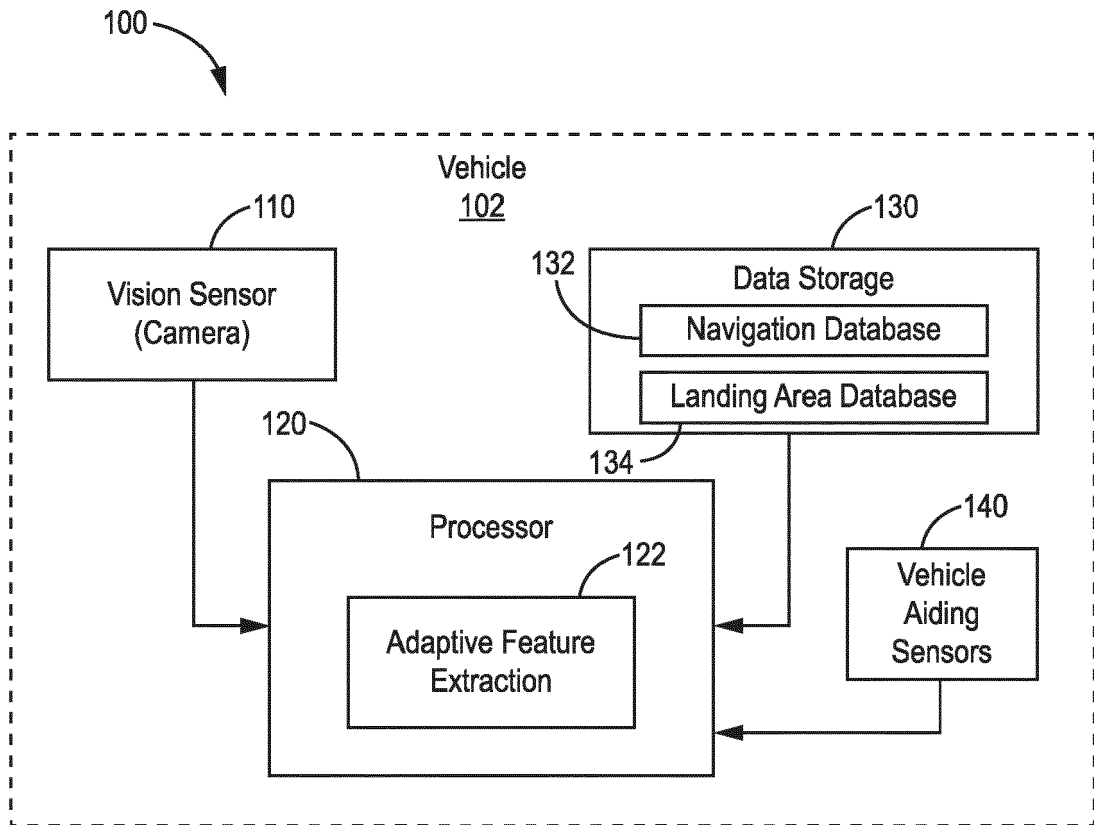 100
Vehicle
102
110
Vision Sensor
(Camera)
130
Data Storage
132
Navigation Database
Landing Area Database
134
120
Processor
122
Adaptive Feature
Extraction
140
Vehicle
Aiding
Sensors